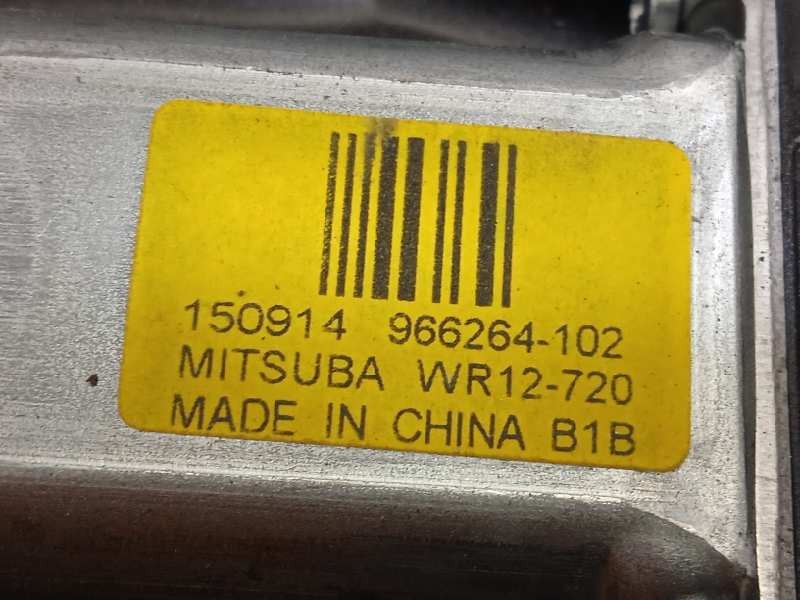 150914 966264-102
MITSUBA WR12-720
MADE IN CHINA B1B